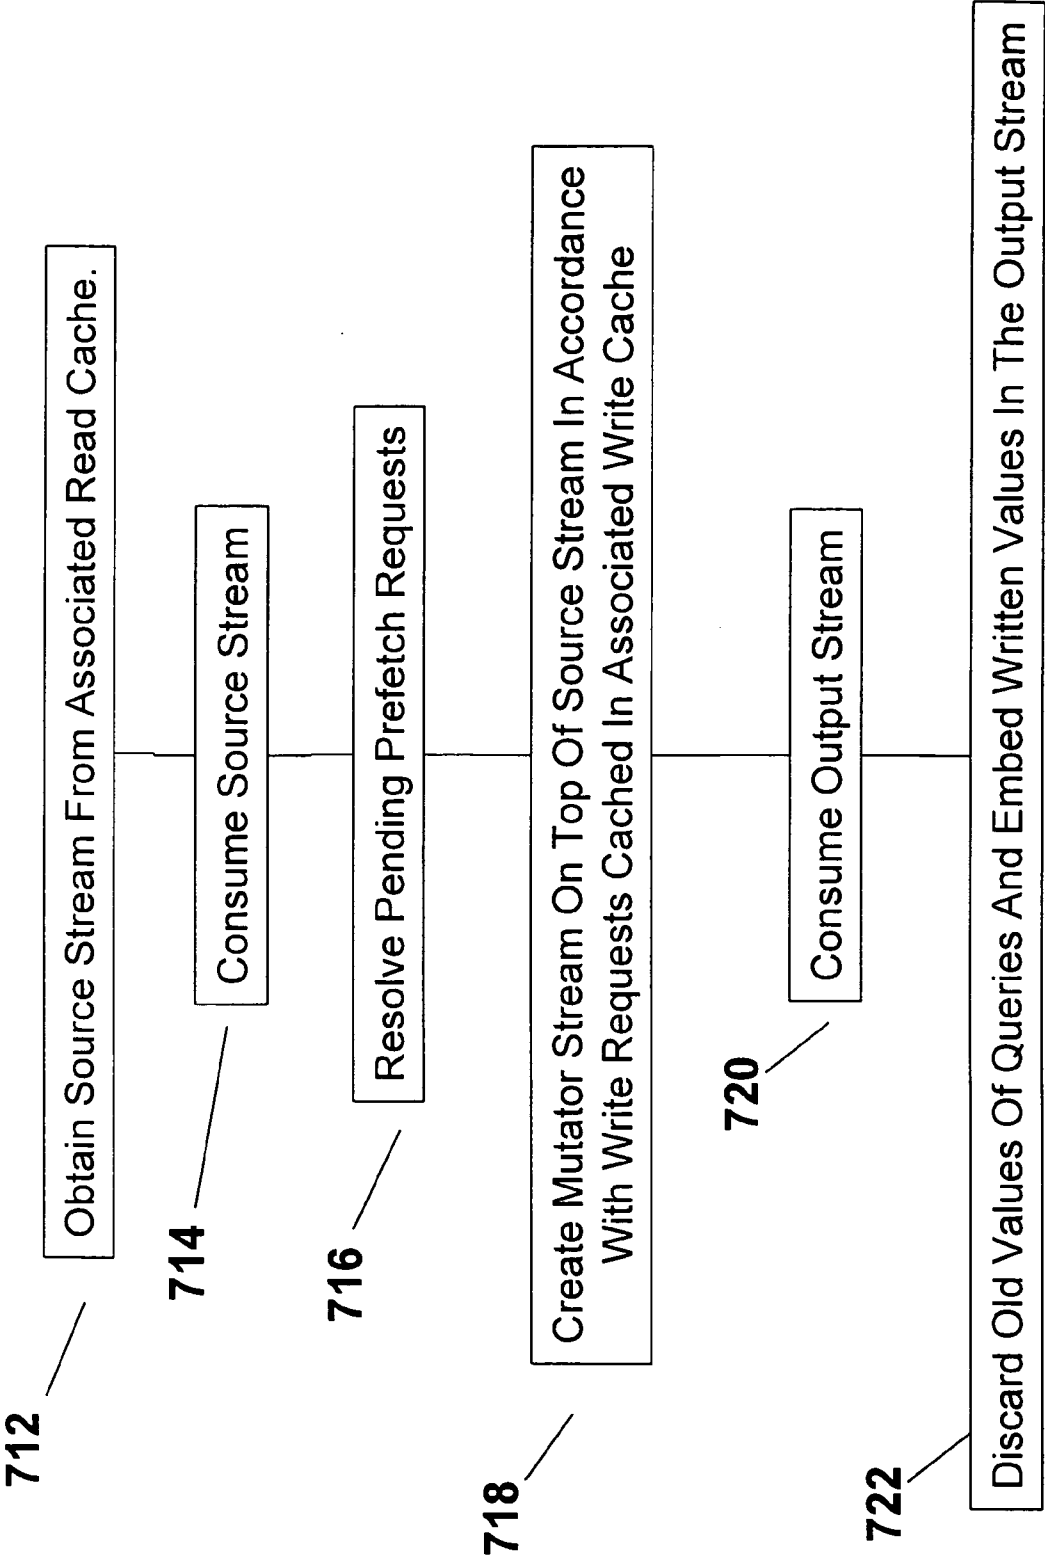 712
Obtain Source Stream From Associated Read Cache.
714
Consume Source Stream
716
Resolve Pending Prefetch Requests
718
Create Mutator Stream On Top Of Source Stream In Accordance
With Write Requests Cached In Associated Write Cache
720
Consume Output Stream
722
Discard Old Values Of Queries And Embed Written Values In The Output Stream